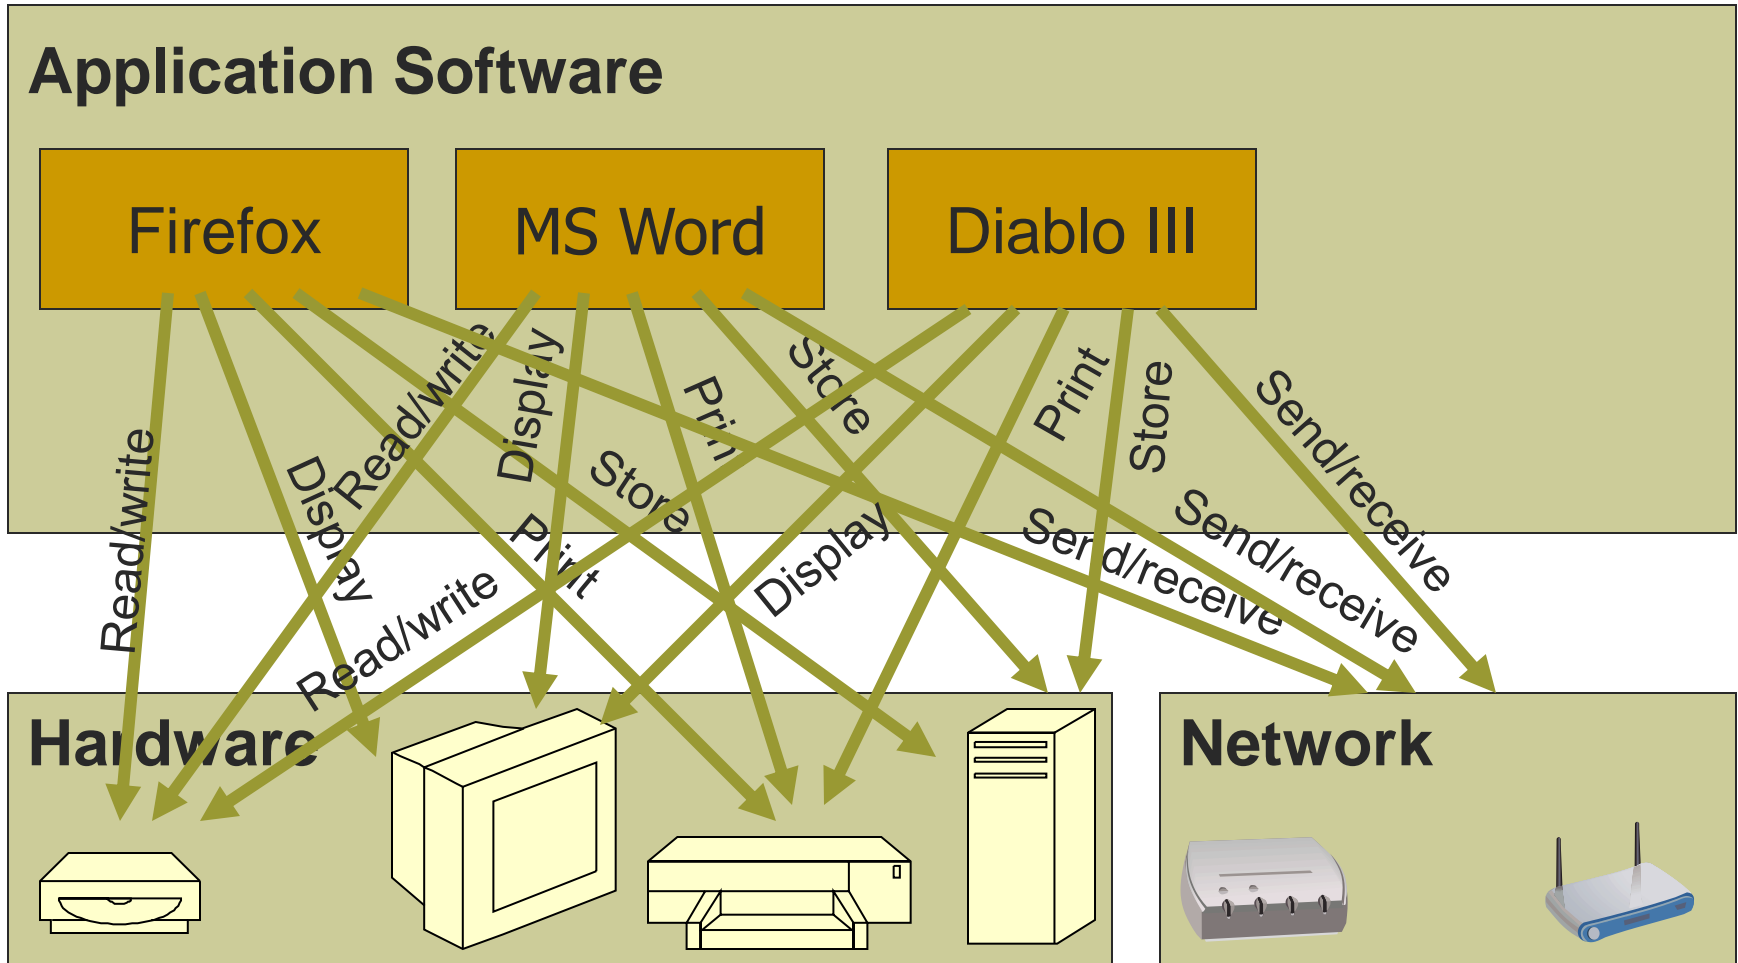 Application Software
Firefox
MS Word
Diablo III
Read/write
Display
Print
Store
Send/receive
Read/write
Display
Prin
Store
Send/receive
Read/write
Display
Print
Store
Send/receive
Hardware
Network